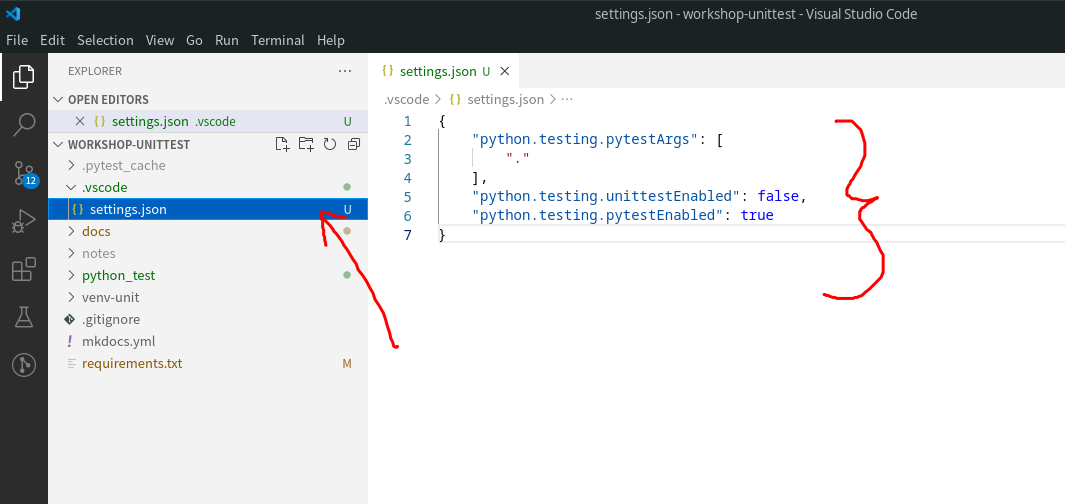 settings.json - workshop-unittest - Visual Studio Code
File Edit Selection View Go Run Terminal Help
EXPLORER ···
OPEN EDITORS
{} settings.json .vscode U
WORKSHOP-UNITTEST
.pytest_cache
.vscode
{} settings.json U
docs
notes
python_test
venv-unit
.gitignore
! mkdocs.yml
requirements.txt M
12
{} settings.json U
.vscode > {} settings.json > ...
1 {
2 "python.testing.pytestArgs": [
3 "."
4 ],
5 "python.testing.unittestEnabled": false,
6 "python.testing.pytestEnabled": true
7 }